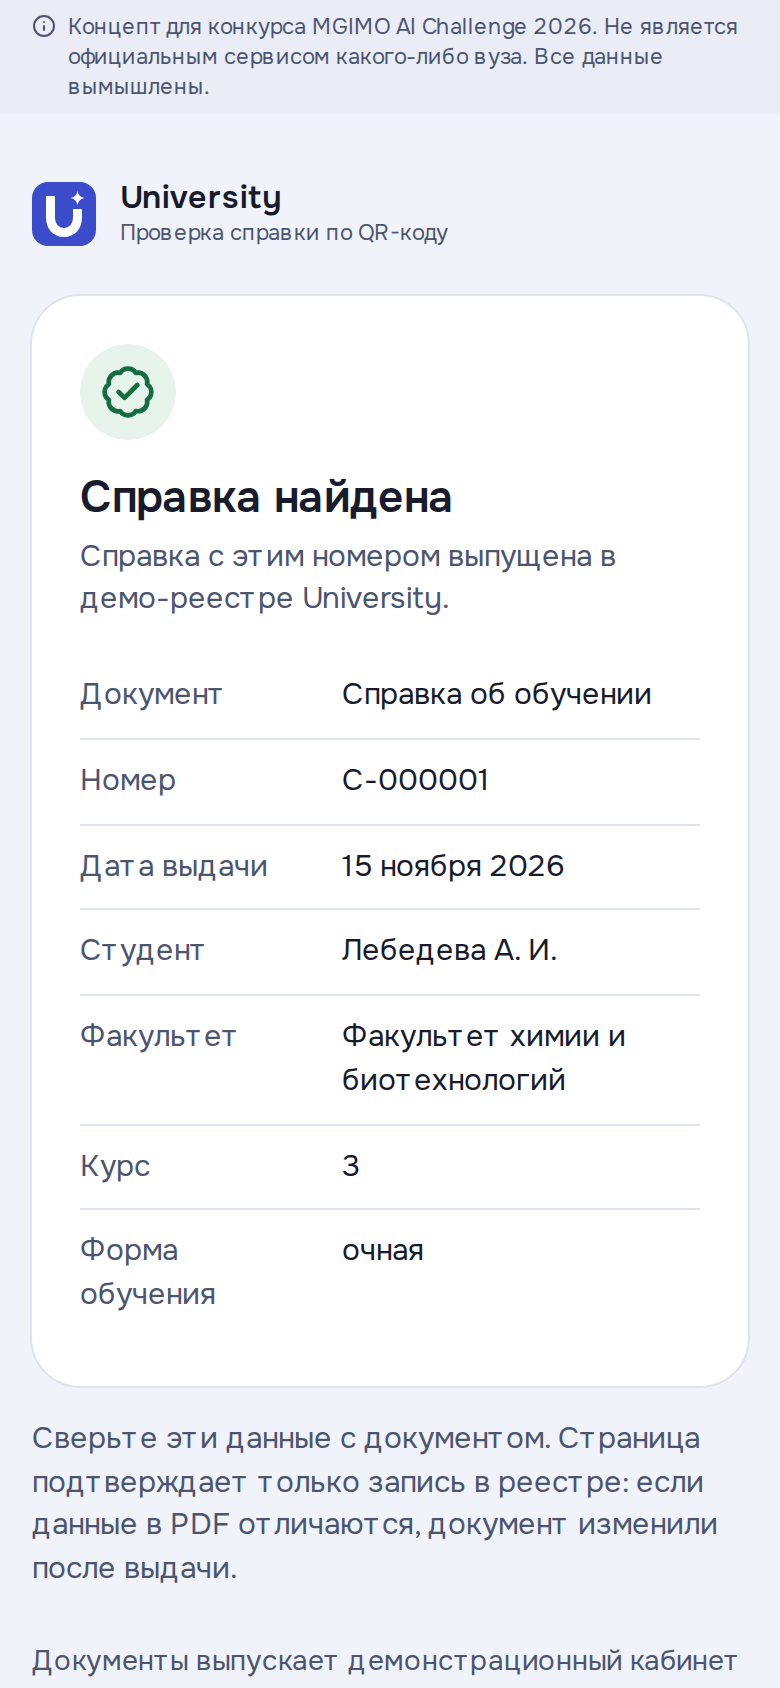 Концепт для конкурса MGIMO AI Challenge 2026. Не является
официальным сервисом какого-либо вуза. Все данные
вымышлены.
University
Проверка справки по QR-коду
Справка найдена
Справка с этим номером выпущена в
демо-реестре University.
Документ Справка об обучении
Номер С-000001
Дата выдачи 15 ноября 2026
Студент Лебедева А. И.
Факультет Факультет химии и
биотехнологий
Курс 3
Форма очная
обучения
Сверьте эти данные с документом. Страница
подтверждает только запись в реестре: если
данные в PDF отличаются, документ изменили
после выдачи.
Документы выпускает демонстрационный кабинет